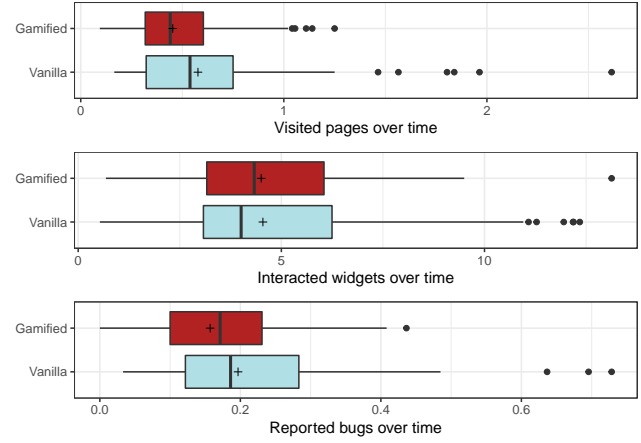 Gamified
Vanilla
0 1 2
Visited pages over time
Gamified
Vanilla
0 5 10
Interacted widgets over time
Gamified
Vanilla
0.0 0.2 0.4 0.6
Reported bugs over time